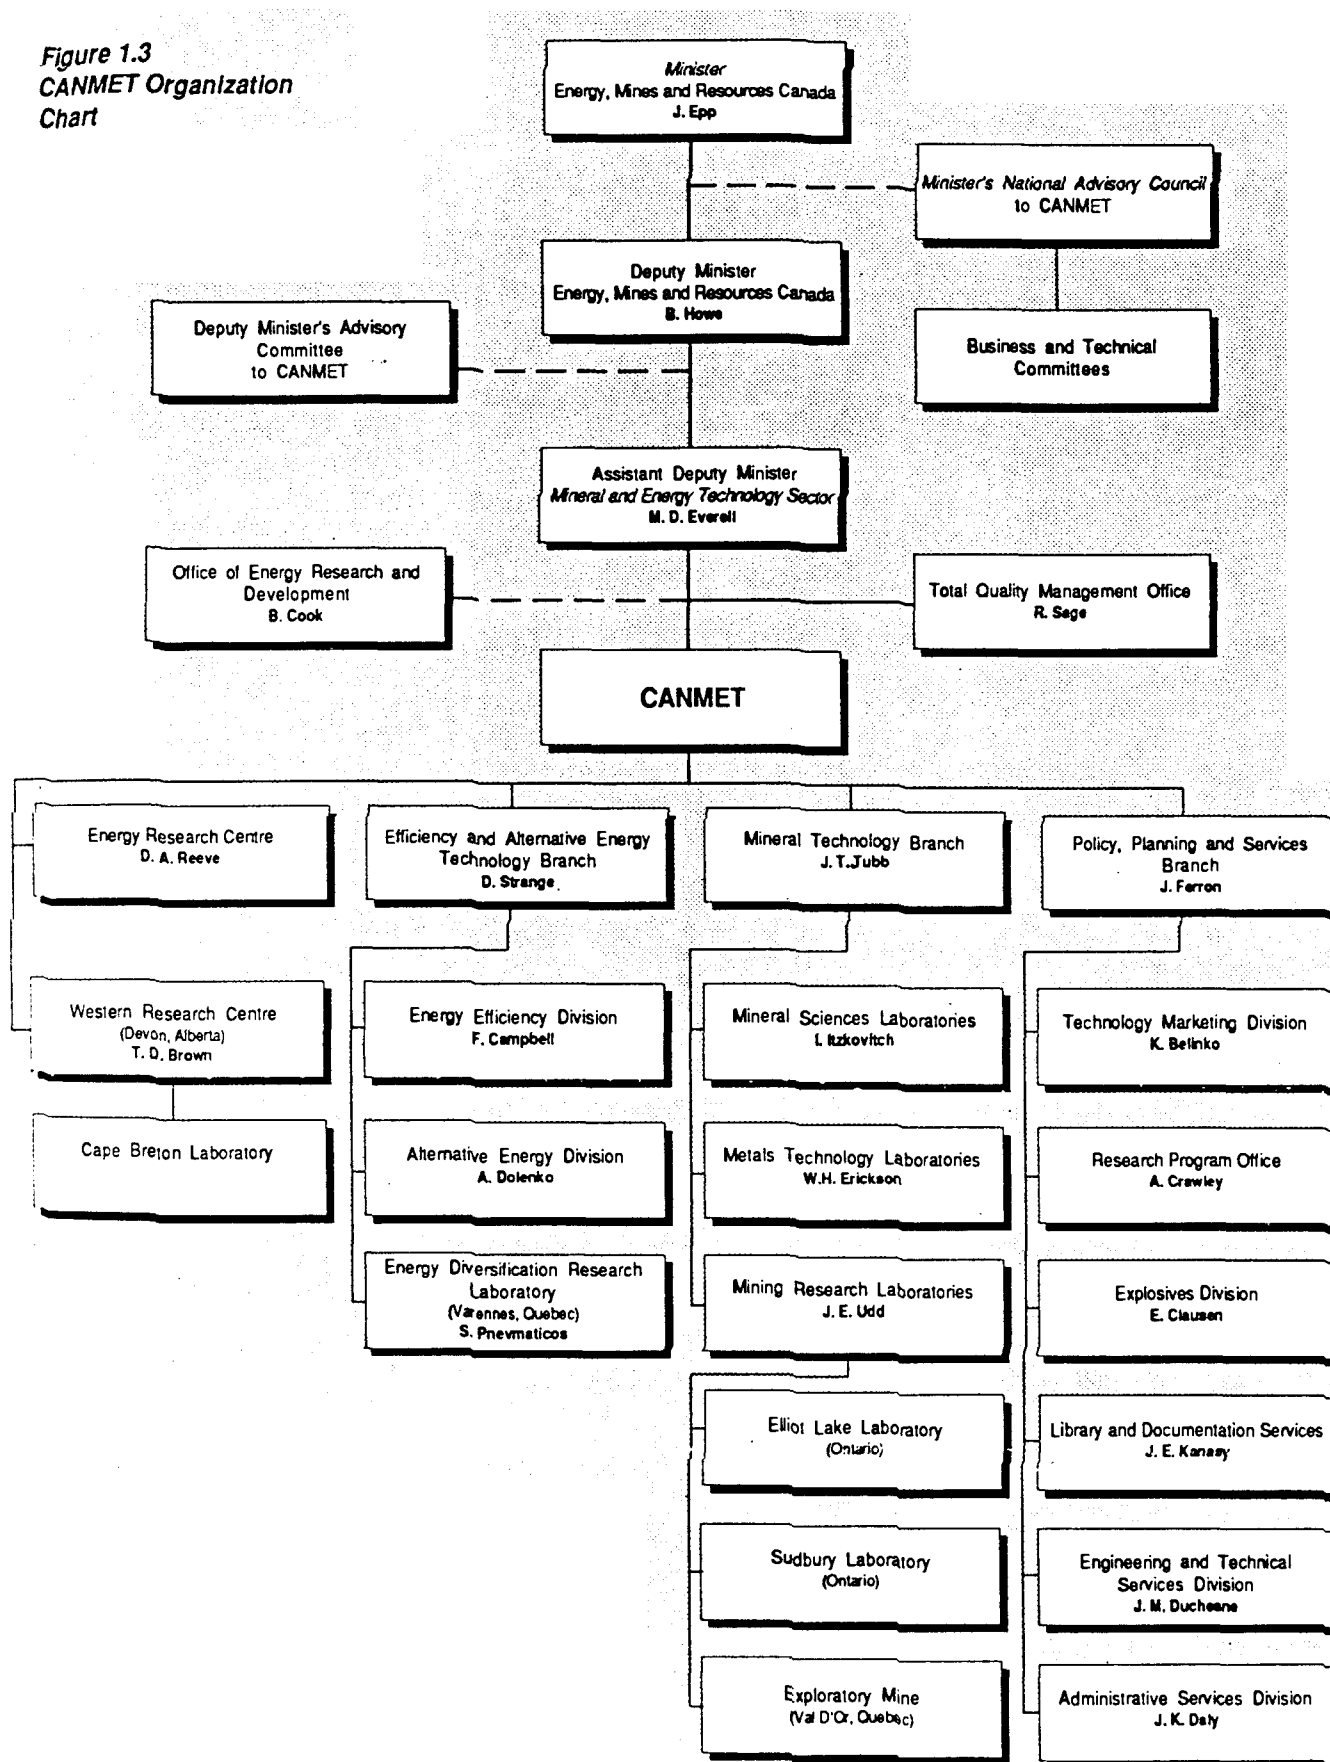 Figure 1.3
CANMET Organization
Chart
Minister
Energy, Mines and Resources Canada
J. Epp
Minister's National Advisory Council
to CANMET
Deputy Minister
Energy, Mines and Resources Canada
B. Howe
Deputy Minister's Advisory
Committee
to CANMET
Business and Technical
Committees
Assistant Deputy Minister
Mineral and Energy Technology Sector
M. D. Everell
Office of Energy Research and
Development
B. Cook
Total Quality Management Office
R. Sage
CANMET
Energy Research Centre
D. A. Reeve
Efficiency and Alternative Energy
Technology Branch
D. Strange
Mineral Technology Branch
J. T. Jubb
Policy, Planning and Services
Branch
J. Ferron
Western Research Centre
(Devon, Alberta)
T. D. Brown
Energy Efficiency Division
F. Campbell
Mineral Sciences Laboratories
I. Itzkovitch
Technology Marketing Division
K. Belinko
Cape Breton Laboratory
Alternative Energy Division
A. Dolenko
Metals Technology Laboratories
W.H. Erickson
Research Program Office
A. Crawley
Energy Diversification Research
Laboratory
(Varennes, Quebec)
S. Pnevmaticos
Mining Research Laboratories
J. E. Udd
Explosives Division
E. Clausen
Elliot Lake Laboratory
(Ontario)
Library and Documentation Services
J. E. Kanasy
Sudbury Laboratory
(Ontario)
Engineering and Technical
Services Division
J. M. Duchesne
Exploratory Mine
(Val D'Or, Quebec)
Administrative Services Division
J. K. Daly